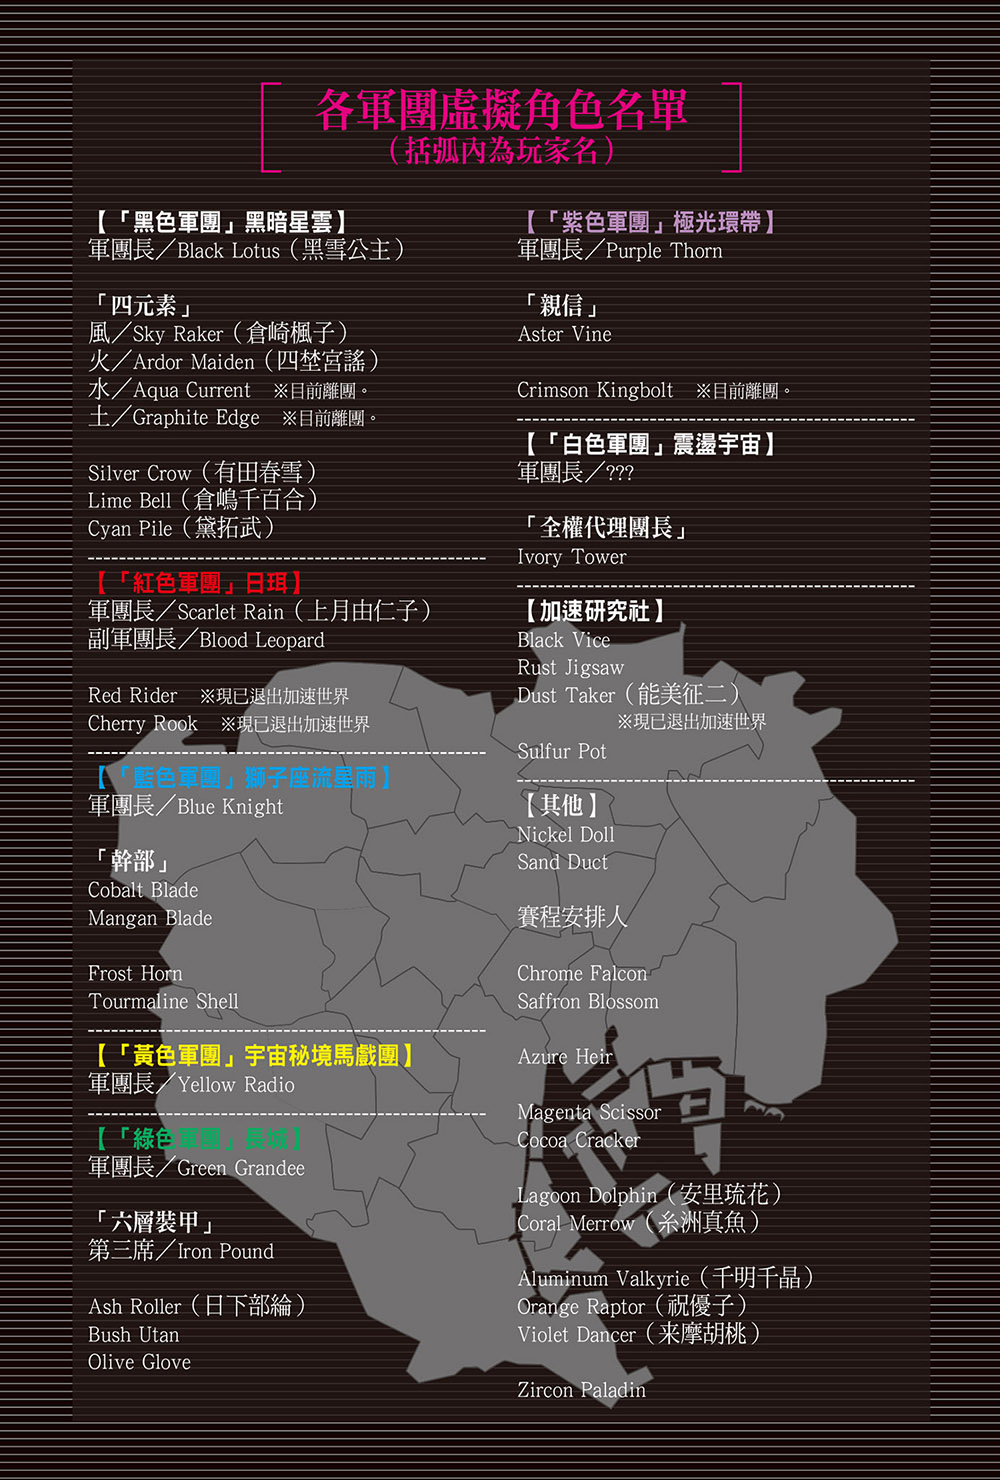 各軍團虛擬角色名單
（括弧內為玩家名）
【「黑色軍團」黑暗星雲】
軍團長／Black Lotus（黑雪公主）
「四元素」
風／Sky Raker（倉崎楓子）
火／Ardor Maiden（四埜宮謠）
水／Aqua Current ※目前離團。
土／Graphite Edge ※目前離團。
Silver Crow（有田春雪）
Lime Bell（倉嶋千百合）
Cyan Pile（黛拓武）
【「紅色軍團」日珥】
軍團長／Scarlet Rain（上月由仁子）
副軍團長／Blood Leopard
Red Rider ※現已退出加速世界
Cherry Rook ※現已退出加速世界
【「藍色軍團」獅子座流星雨】
軍團長／Blue Knight
「幹部」
Cobalt Blade
Mangan Blade
Frost Horn
Tourmaline Shell
【「黃色軍團」宇宙秘境馬戲團】
軍團長／Yellow Radio
【「綠色軍團」長城】
軍團長／Green Grandee
「六層裝甲」
第三席／Iron Pound
Ash Roller（日下部綸）
Bush Utan
Olive Glove
【「紫色軍團」極光環帶】
軍團長／Purple Thorn
「親信」
Aster Vine
Crimson Kingbolt ※目前離團。
【「白色軍團」震盪宇宙】
軍團長／???
「全權代理團長」
Ivory Tower
【加速研究社】
Black Vice
Rust Jigsaw
Dust Taker（能美征二）
※現已退出加速世界
Sulfur Pot
【其他】
Nickel Doll
Sand Duct
賽程安排人
Chrome Falcon
Saffron Blossom
Azure Heir
Magenta Scissor
Cocoa Cracker
Lagoon Dolphin（安里琉花）
Coral Merrow（糸洲真魚）
Aluminum Valkyrie（千明千晶）
Orange Raptor（祝優子）
Violet Dancer（来摩胡桃）
Zircon Paladin